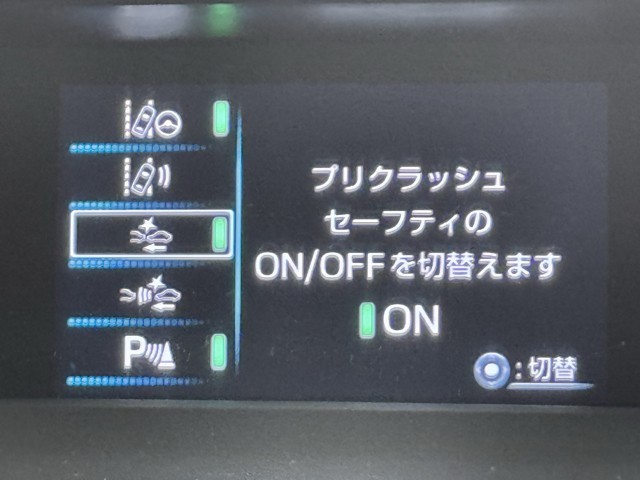 プリクラッシュ
セーフティの
ON/OFFを切替えます
ON
P
:切替